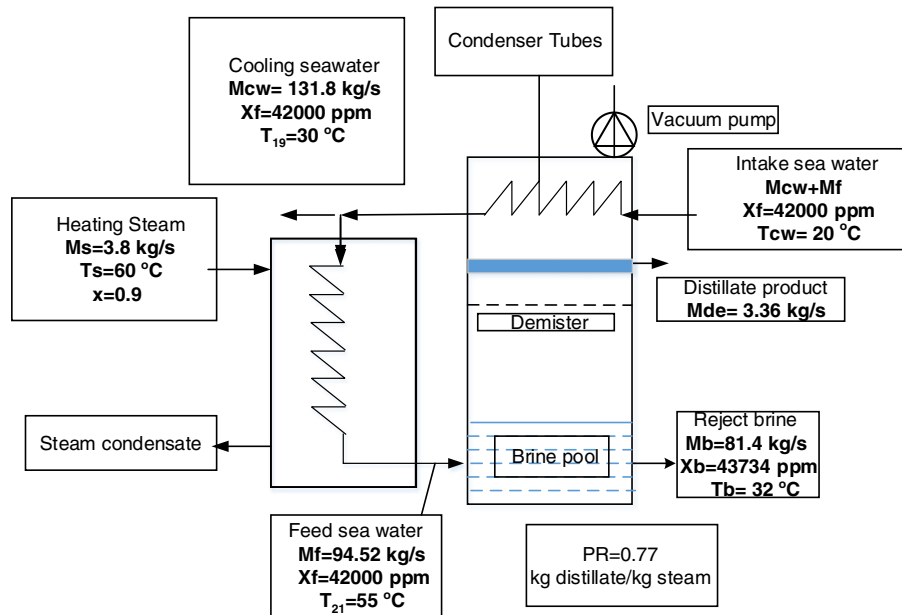 Condenser Tubes
Cooling seawater
Mcw= 131.8 kg/s
Xf=42000 ppm
T19=30 °C
Vacuum pump
Intake sea water
Mcw+Mf
Xf=42000 ppm
Tcw= 20 °C
Heating Steam
Ms=3.8 kg/s
Ts=60 °C
x=0.9
Distillate product
Mde= 3.36 kg/s
Demister
Steam condensate
Brine pool
Reject brine
Mb=81.4 kg/s
Xb=43734 ppm
Tb= 32 °C
Feed sea water
Mf=94.52 kg/s
Xf=42000 ppm
T21=55 °C
PR=0.77
kg distillate/kg steam